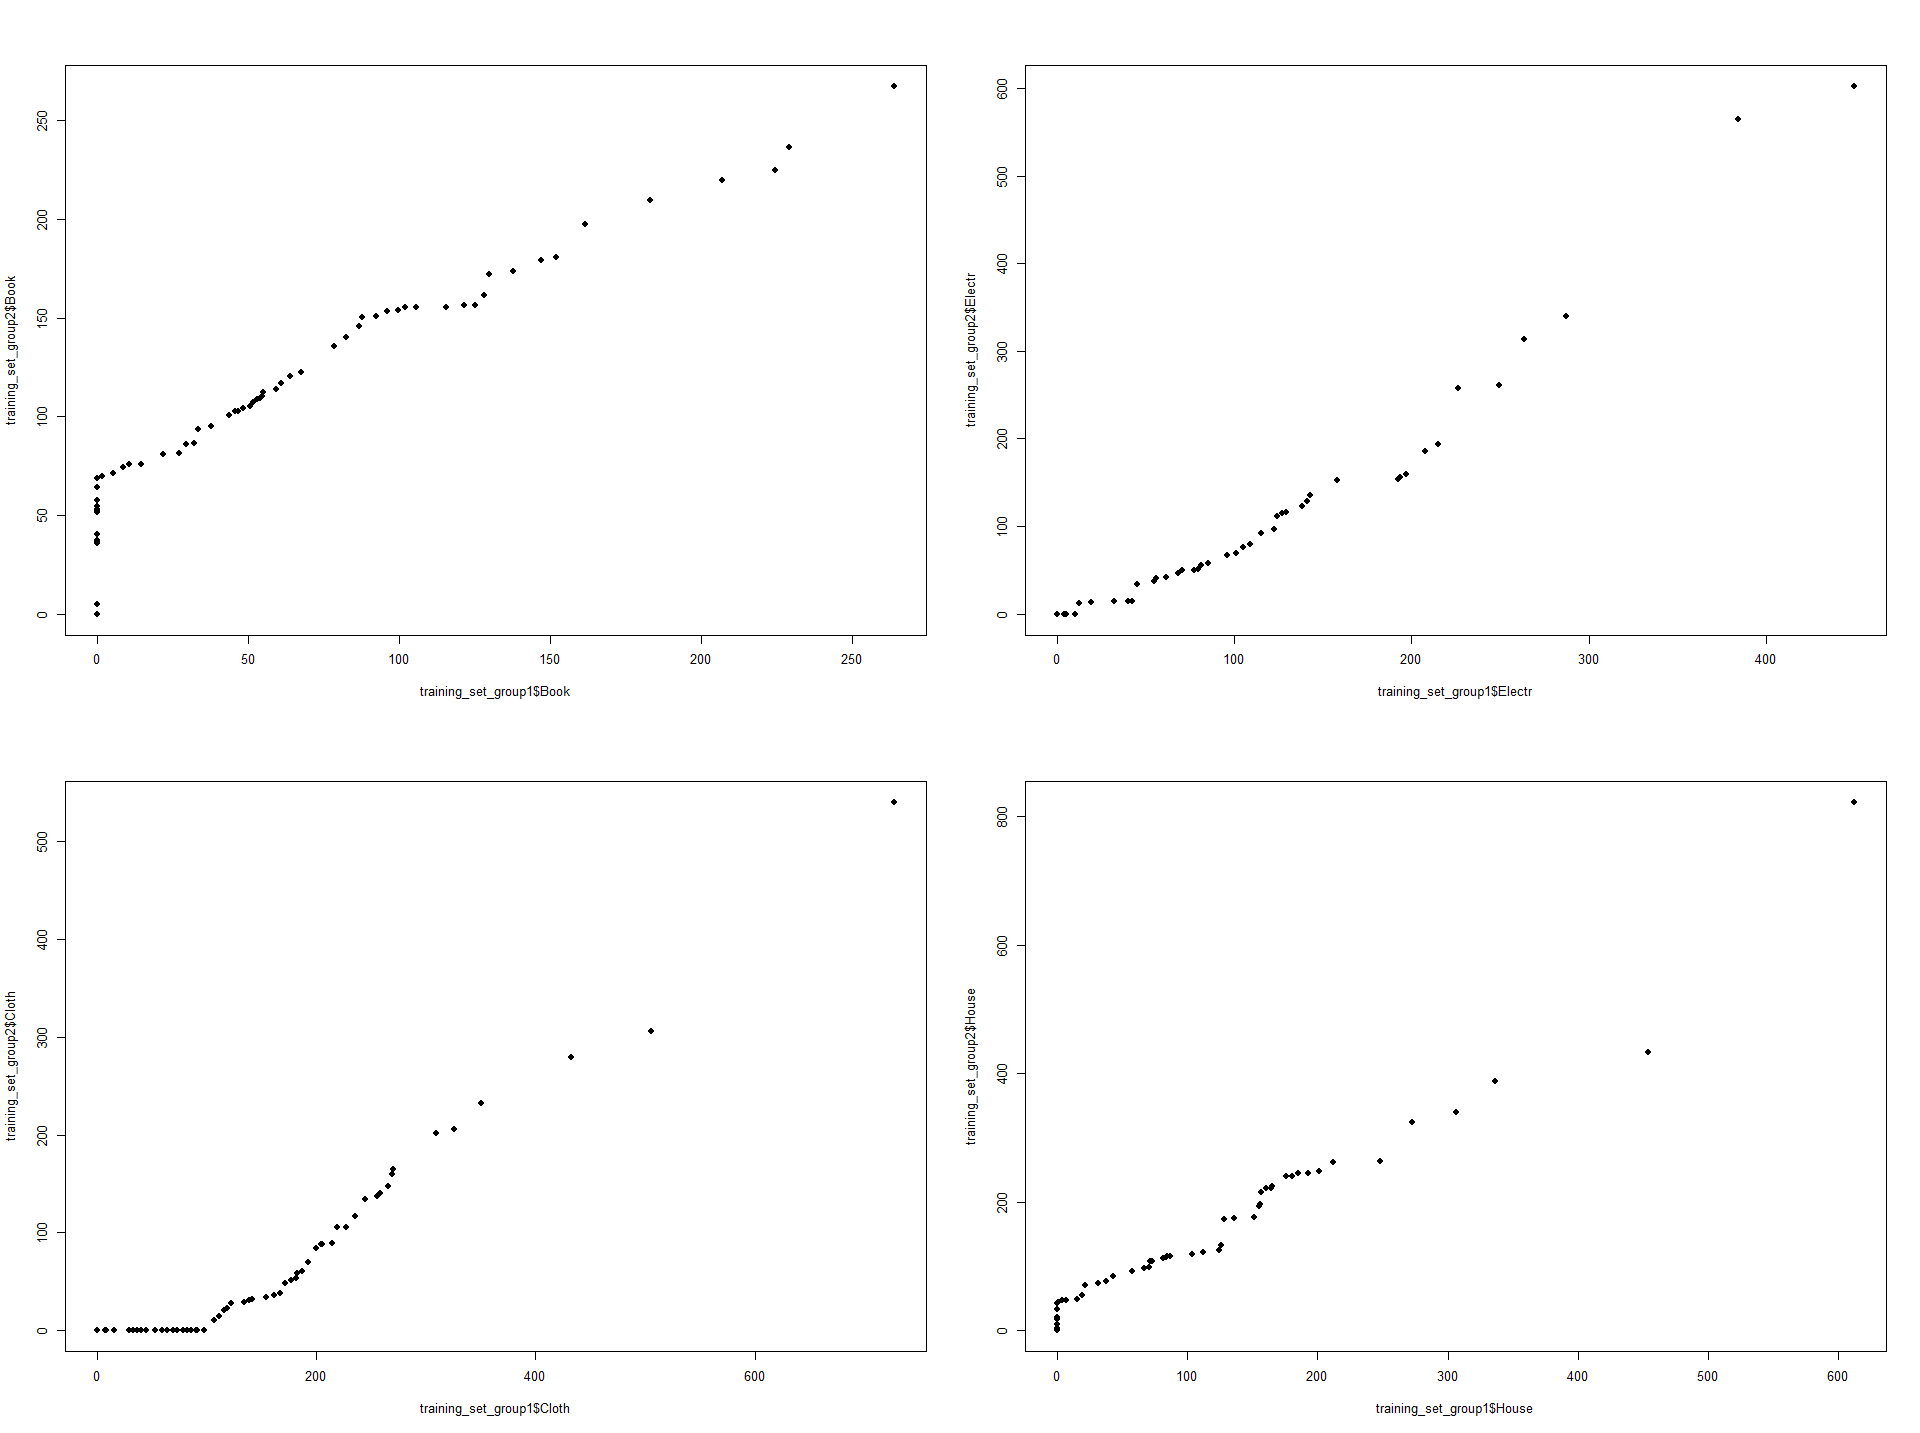 250
200
150
100
50
0
training_set_group2$Book
0 50 100 150 200 250
training_set_group1$Book
600
500
400
300
200
100
0
training_set_group2$Electr
0 100 200 300 400
training_set_group1$Electr
500
400
300
200
100
0
training_set_group2$Cloth
0 200 400 600
training_set_group1$Cloth
800
600
400
200
0
training_set_group2$House
0 100 200 300 400 500 600
training_set_group1$House